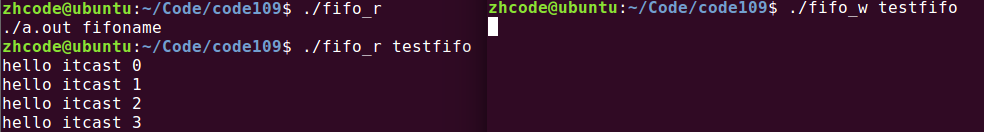 zhcode@ubuntu:~/Code/code109$ ./fifo_r
./a.out fifoname
zhcode@ubuntu:~/Code/code109$ ./fifo_r testfifo
hello itcast 0
hello itcast 1
hello itcast 2
hello itcast 3
zhcode@ubuntu:~/Code/code109$ ./fifo_w testfifo